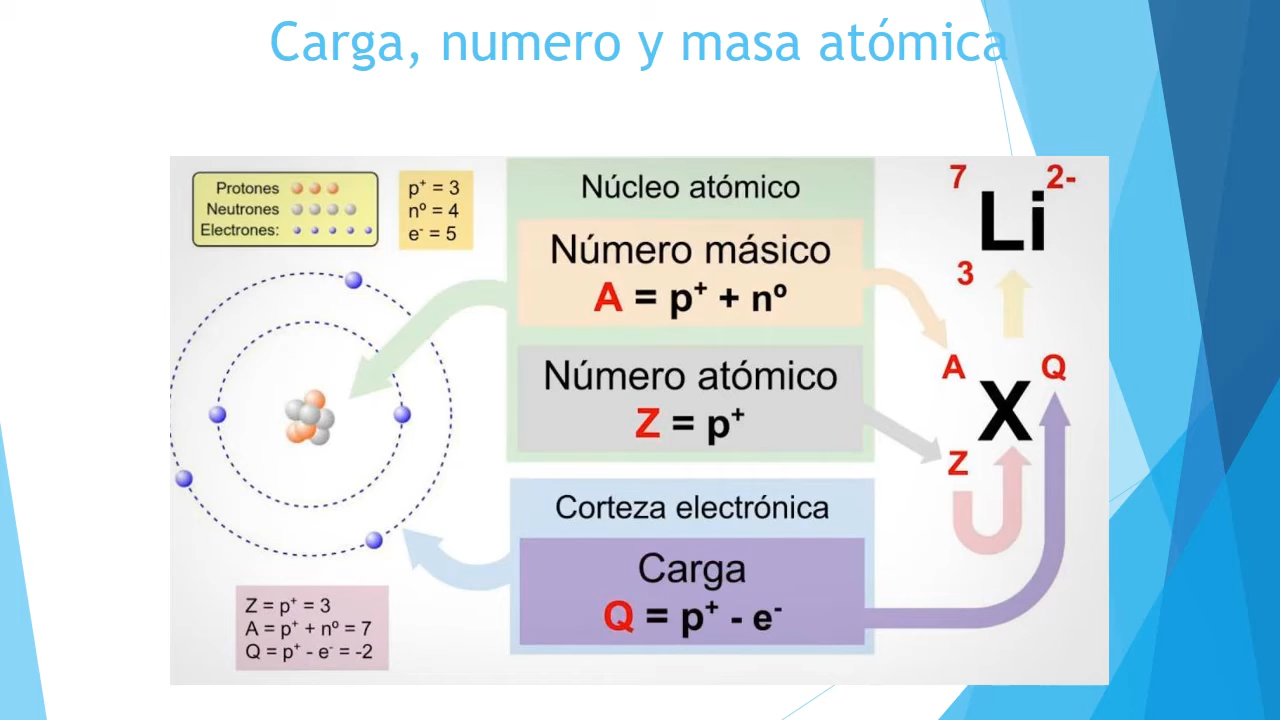 Carga, numero y masa atómica
Protones
Neutrones
Electrones:
p⁺ = 3
nº = 4
e⁻ = 5
Núcleo atómico
Número másico
A = p⁺ + nº
Número atómico
Z = p⁺
Corteza electrónica
Carga
Q = p⁺ - e⁻
7
2-
Li
3
A
Q
X
Z
Z = p⁺ = 3
A = p⁺ + nº = 7
Q = p⁺ - e⁻ = -2